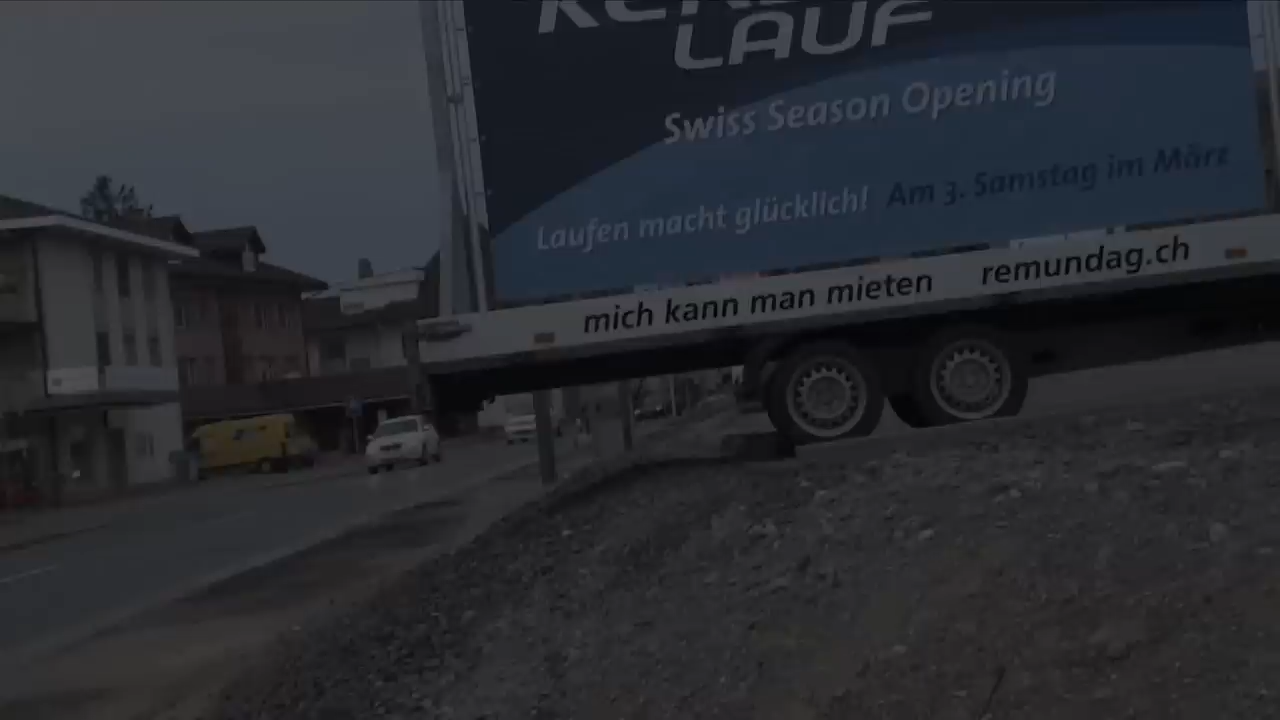 LAUF
Swiss Season Opening
Laufen macht glücklich! Am 3. Samstag im März
mich kann man mieten remundag.ch